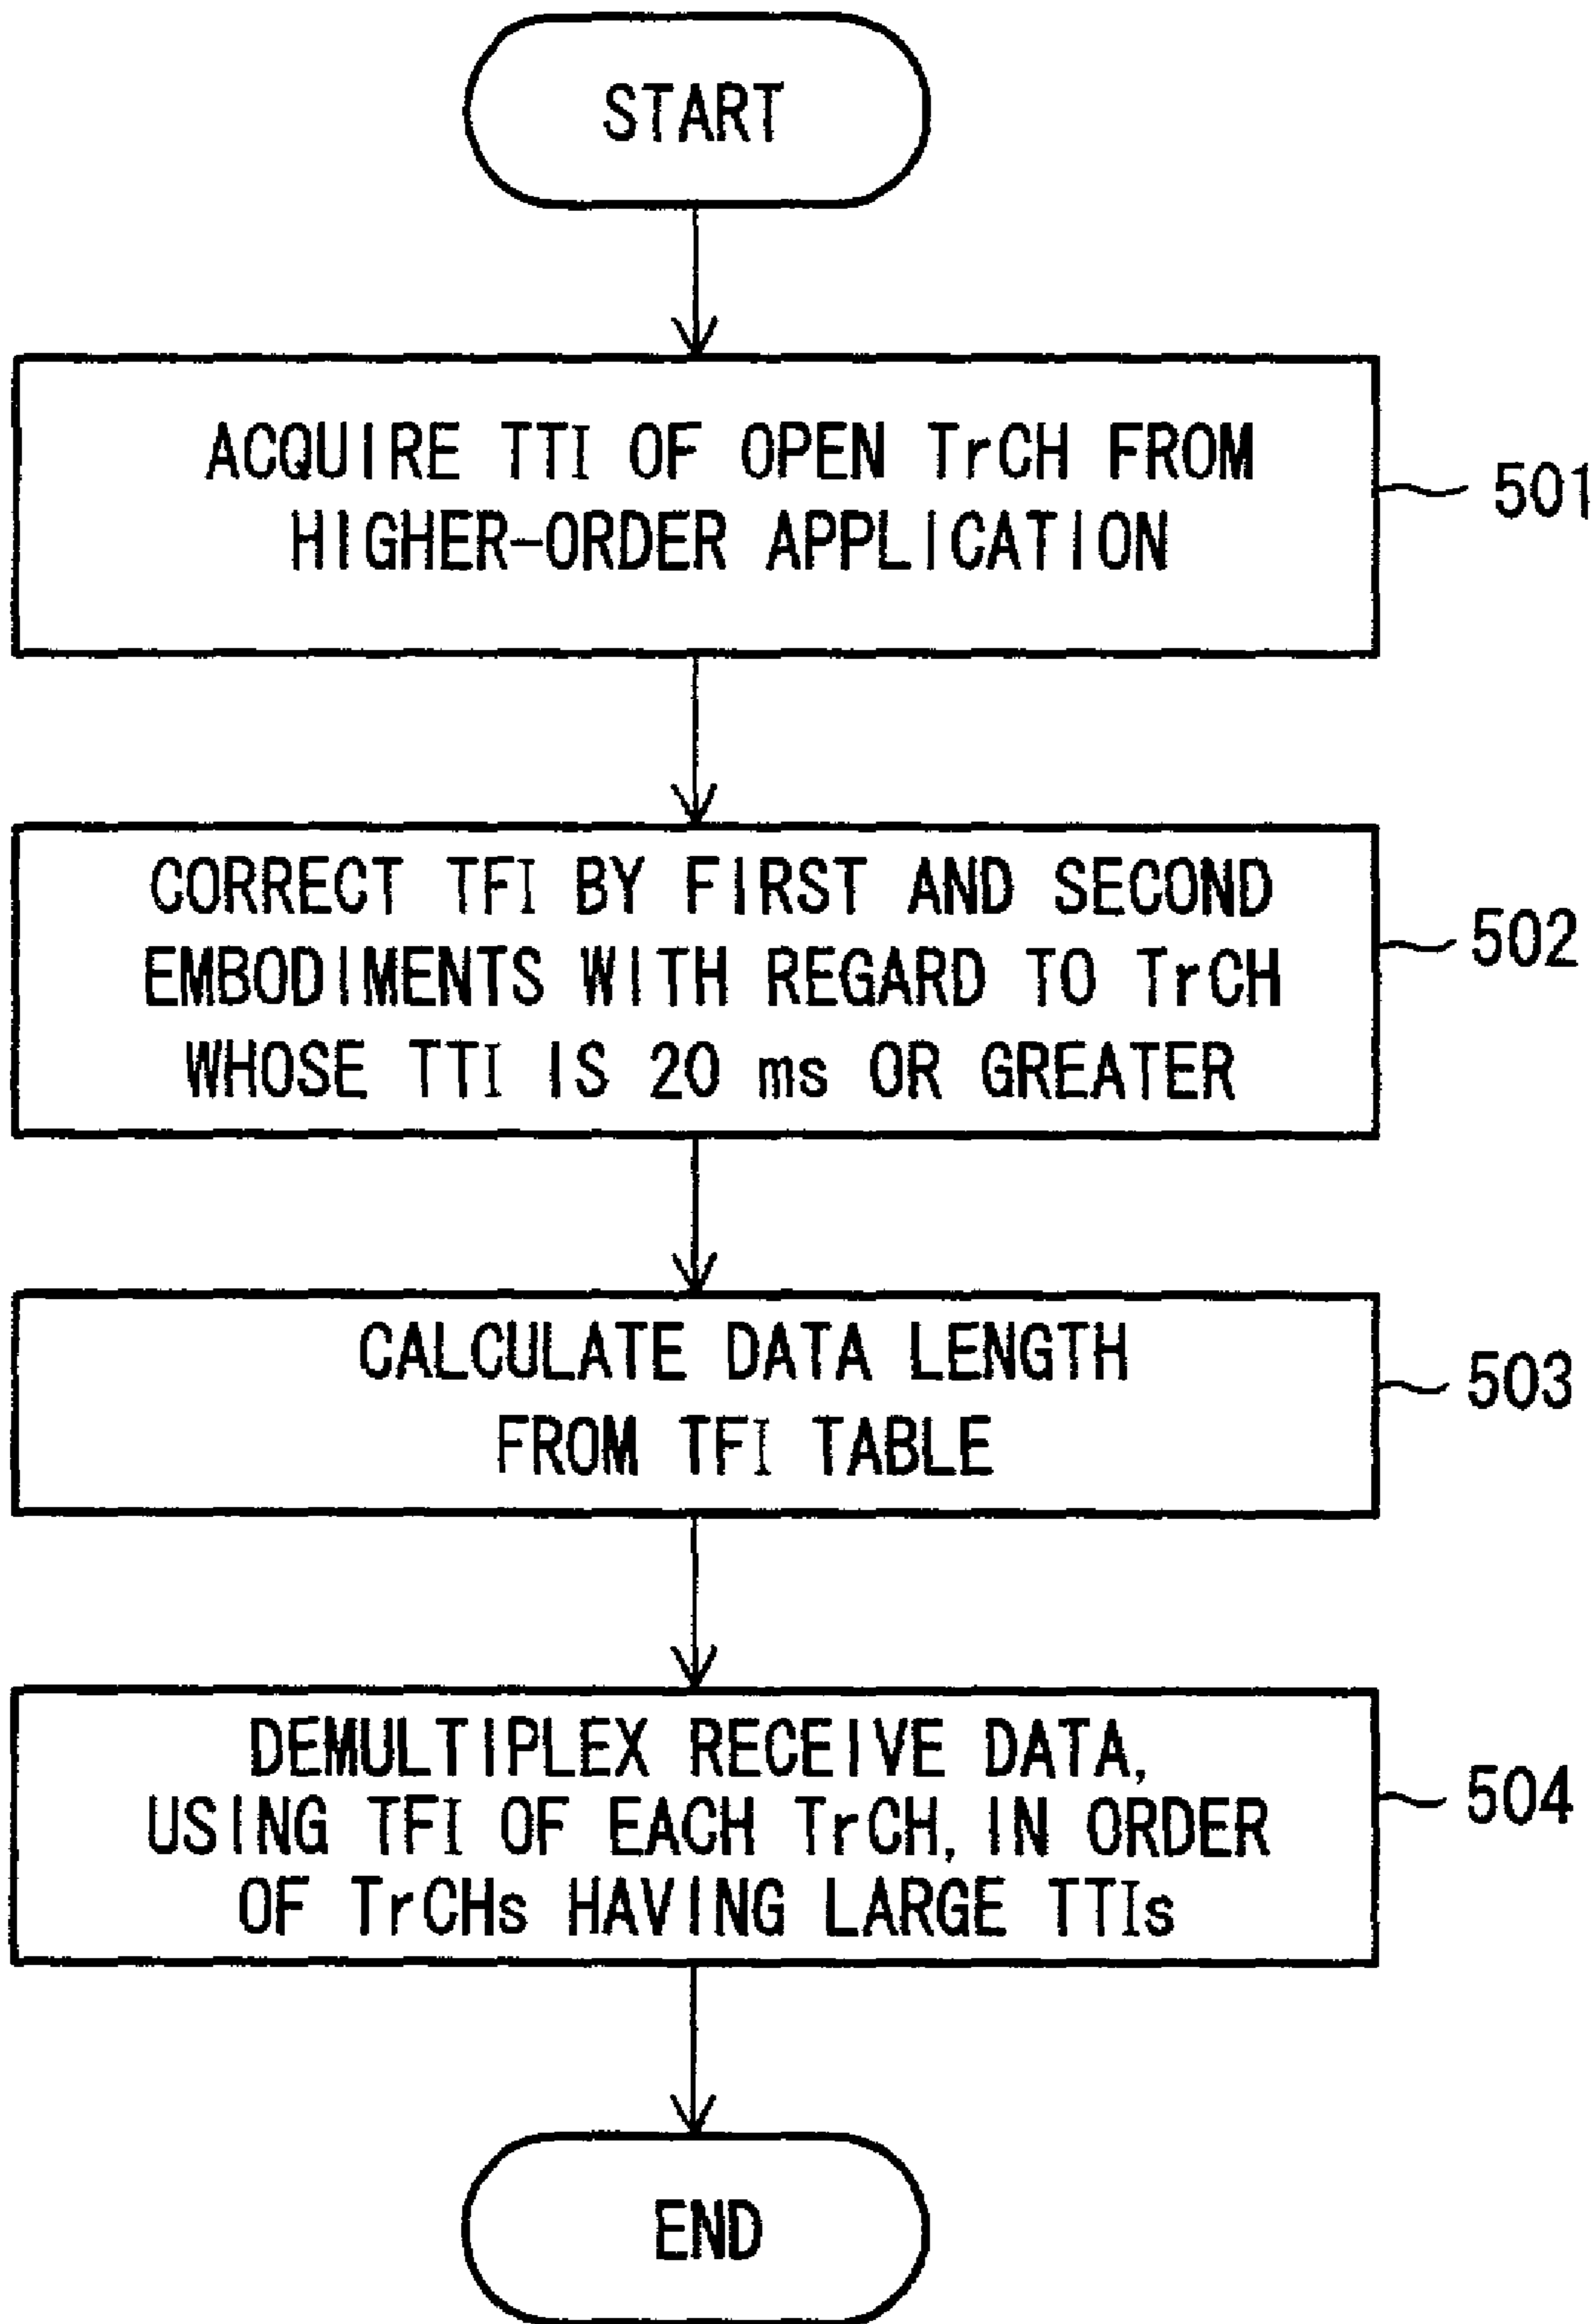 START
ACQUIRE TTI OF OPEN TrCH FROM
HIGHER-ORDER APPLICATION
501
CORRECT TFI BY FIRST AND SECOND
EMBODIMENTS WITH REGARD TO TrCH
WHOSE TTI IS 20 ms OR GREATER
502
CALCULATE DATA LENGTH
FROM TFI TABLE
503
DEMULTIPLEX RECEIVE DATA,
USING TFI OF EACH TrCH, IN ORDER
OF TrCHs HAVING LARGE TTIs
504
END